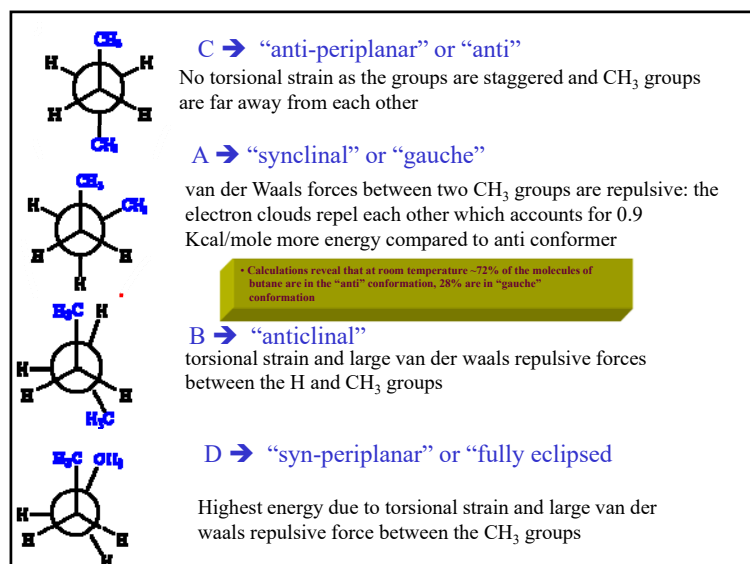 CH₃
H H
H H
CH₃
C ➔ “anti-periplanar” or “anti”
No torsional strain as the groups are staggered and CH₃ groups
are far away from each other
CH₃
H CH₃
H H
H
A ➔ “synclinal” or “gauche”
van der Waals forces between two CH₃ groups are repulsive: the
electron clouds repel each other which accounts for 0.9
Kcal/mole more energy compared to anti conformer
• Calculations reveal that at room temperature ~72% of the molecules of
butane are in the “anti” conformation, 28% are in “gauche”
conformation
H₃C H
H
H H
H₃C
B ➔ “anticlinal”
torsional strain and large van der waals repulsive forces
between the H and CH₃ groups
H₃C CH₃
H
H H
H
D ➔ “syn-periplanar” or “fully eclipsed
Highest energy due to torsional strain and large van der
waals repulsive force between the CH₃ groups